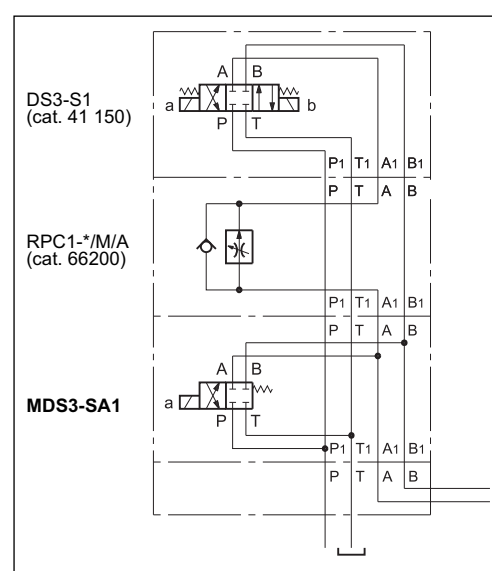 A B
DS3-S1
(cat. 41 150)
a b
P T
P1 T1 A1 B1
P T A B
RPC1-*/M/A
(cat. 66200)
P1 T1 A1 B1
P T A B
A B
MDS3-SA1
a
P T
P1 T1 A1 B1
P T A B